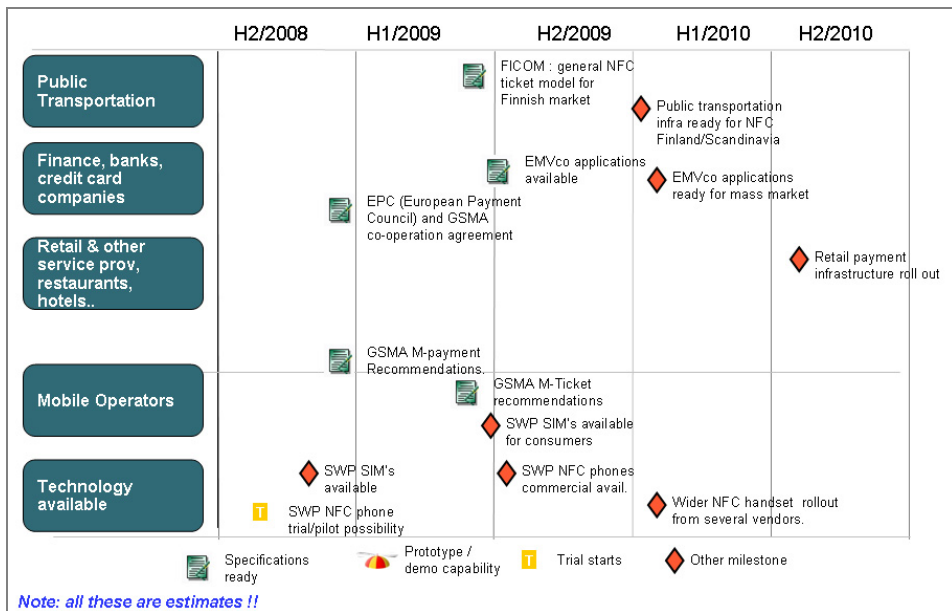 H2/2008 H1/2009 H2/2009 H1/2010 H2/2010
Public
Transportation
FICOM : general NFC
ticket model for
Finnish market
Public transportation
infra ready for NFC
Finland/Scandinavia
Finance, banks,
credit card
companies
EMVco applications
available
EMVco applications
ready for mass market
EPC (European Payment
Council) and GSMA
co-operation agreement
Retail & other
service prov,
restaurants,
hotels..
Retail payment
infrastructure roll out
GSMA M-payment
Recommendations.
Mobile Operators
GSMA M-Ticket
recommendations
SWP SIM's available
for consumers
Technology
available
SWP SIM's
available
SWP NFC phones
commercial avail.
T
SWP NFC phone
trial/pilot possibility
Wider NFC handset rollout
from several vendors.
Specifications
ready
Prototype /
demo capability
T
Trial starts
Other milestone
Note: all these are estimates !!